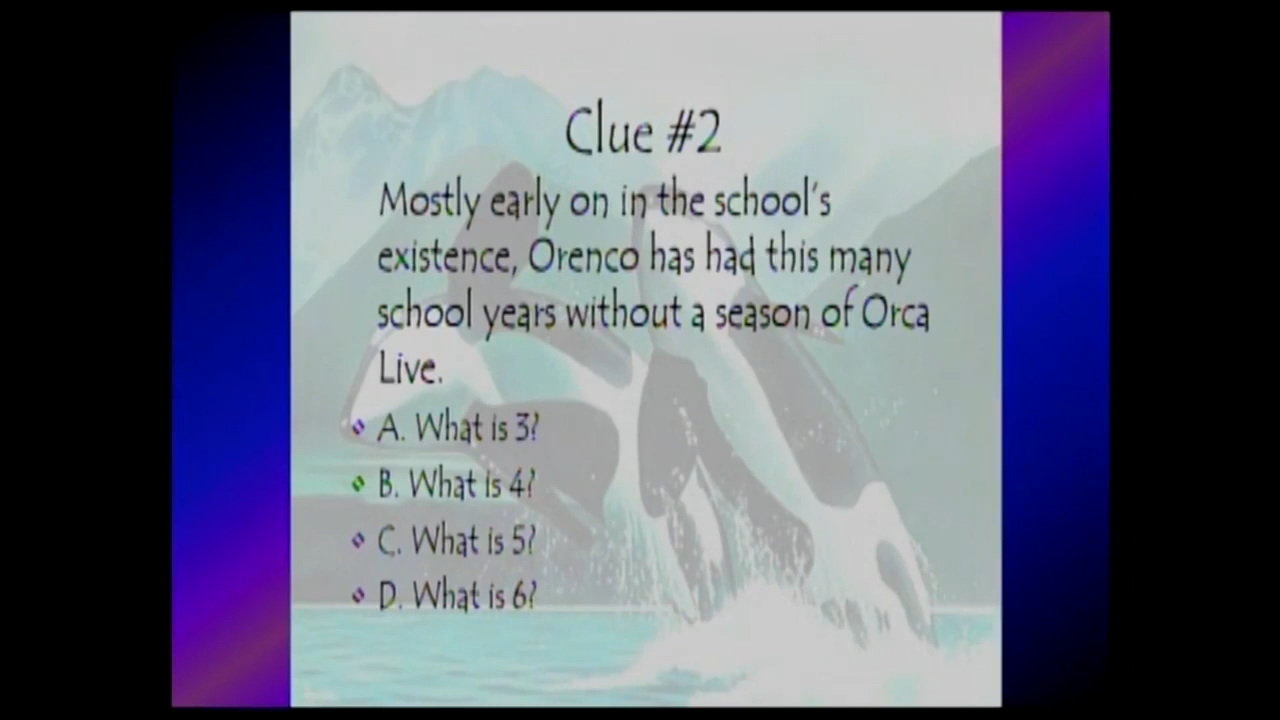 Clue #2
Mostly early on in the school's
existence, Orenco has had this many
school years without a season of Orca
Live.
A. What is 3?
B. What is 4?
C. What is 5?
D. What is 6?